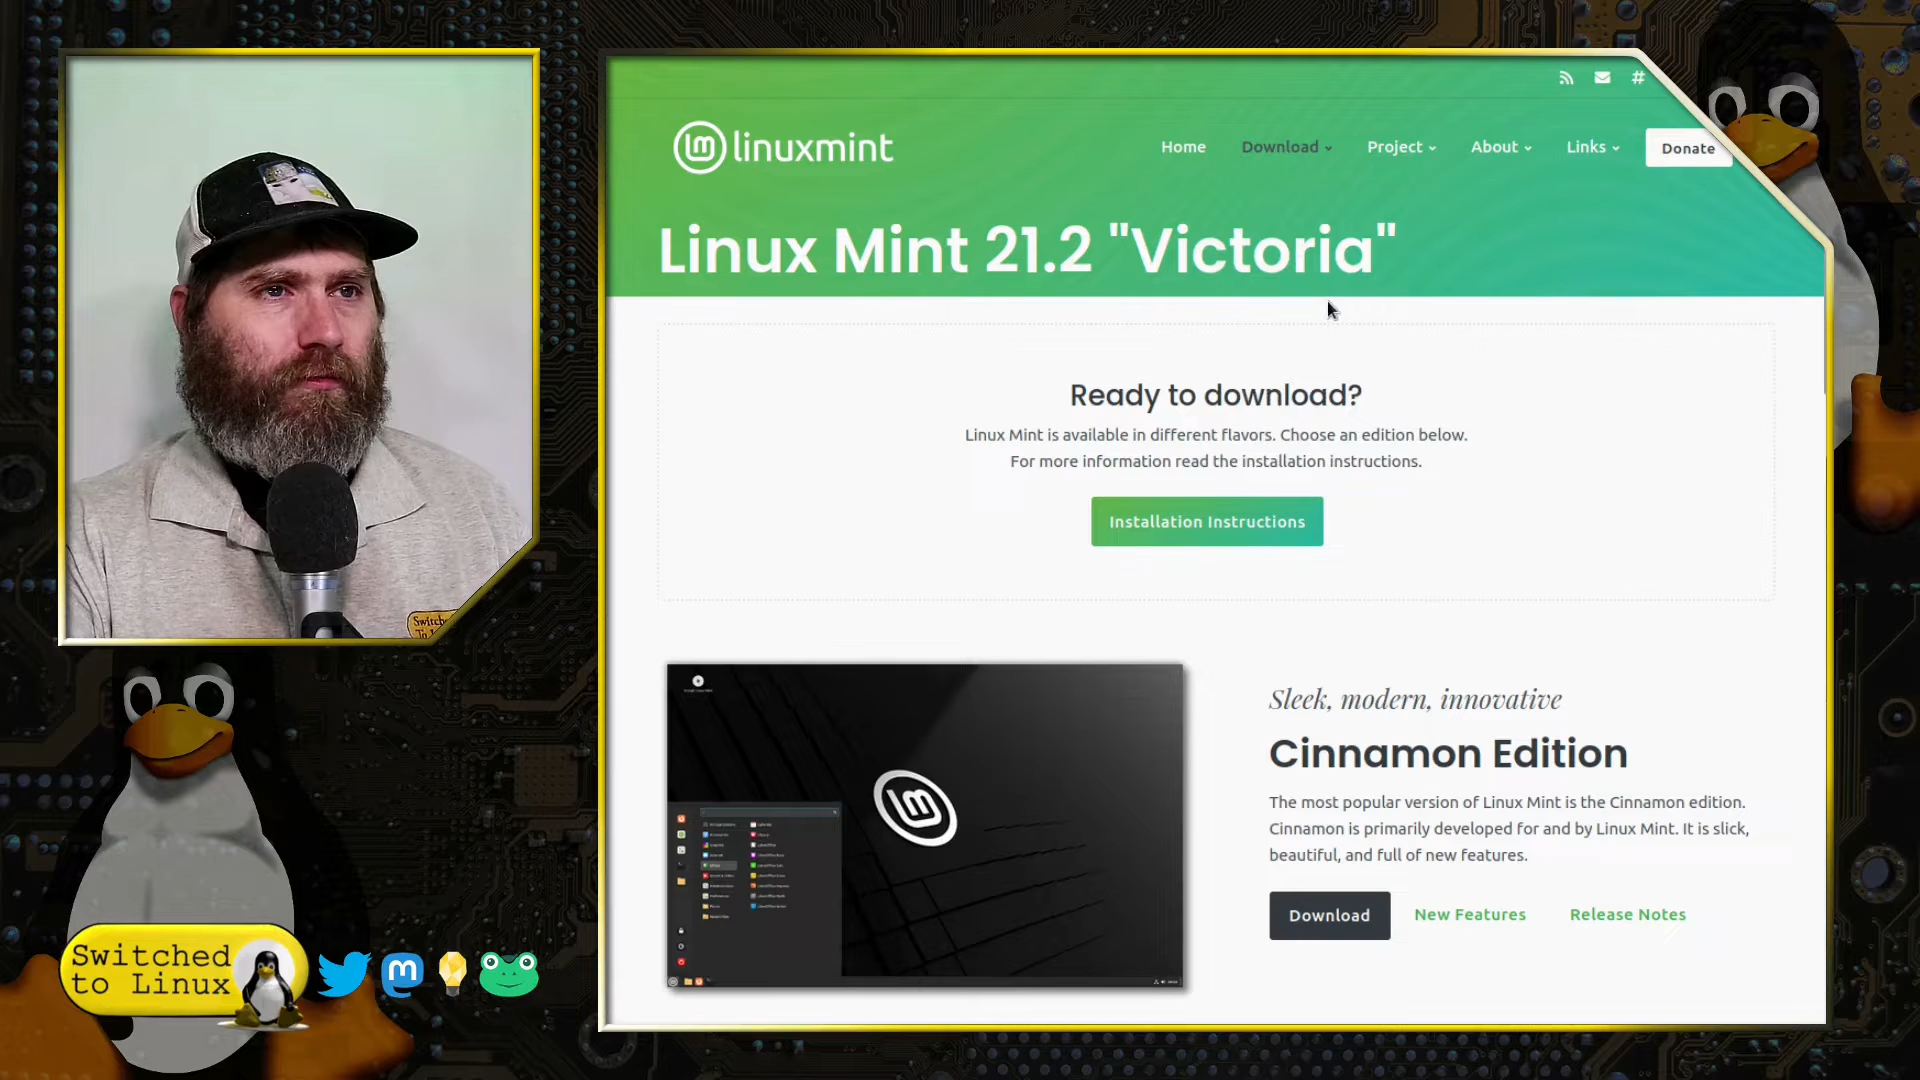 linuxmint
Home
Download
Project
About
Links
Donate
Linux Mint 21.2 "Victoria"
Ready to download?
Linux Mint is available in different flavors. Choose an edition below.
For more information read the installation instructions.
Installation Instructions
Sleek, modern, innovative
Cinnamon Edition
The most popular version of Linux Mint is the Cinnamon edition.
Cinnamon is primarily developed for and by Linux Mint. It is slick,
beautiful, and full of new features.
Download
New Features
Release Notes
Switched
to Linux